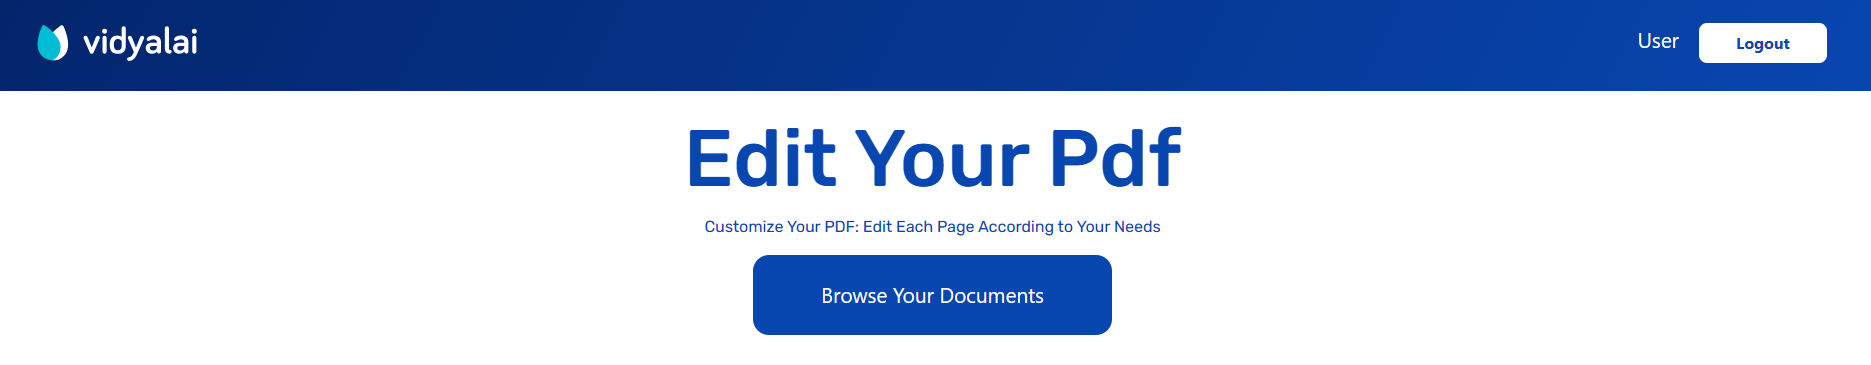 vidyalai
User
Logout
Edit Your Pdf
Customize Your PDF: Edit Each Page According to Your Needs
Browse Your Documents